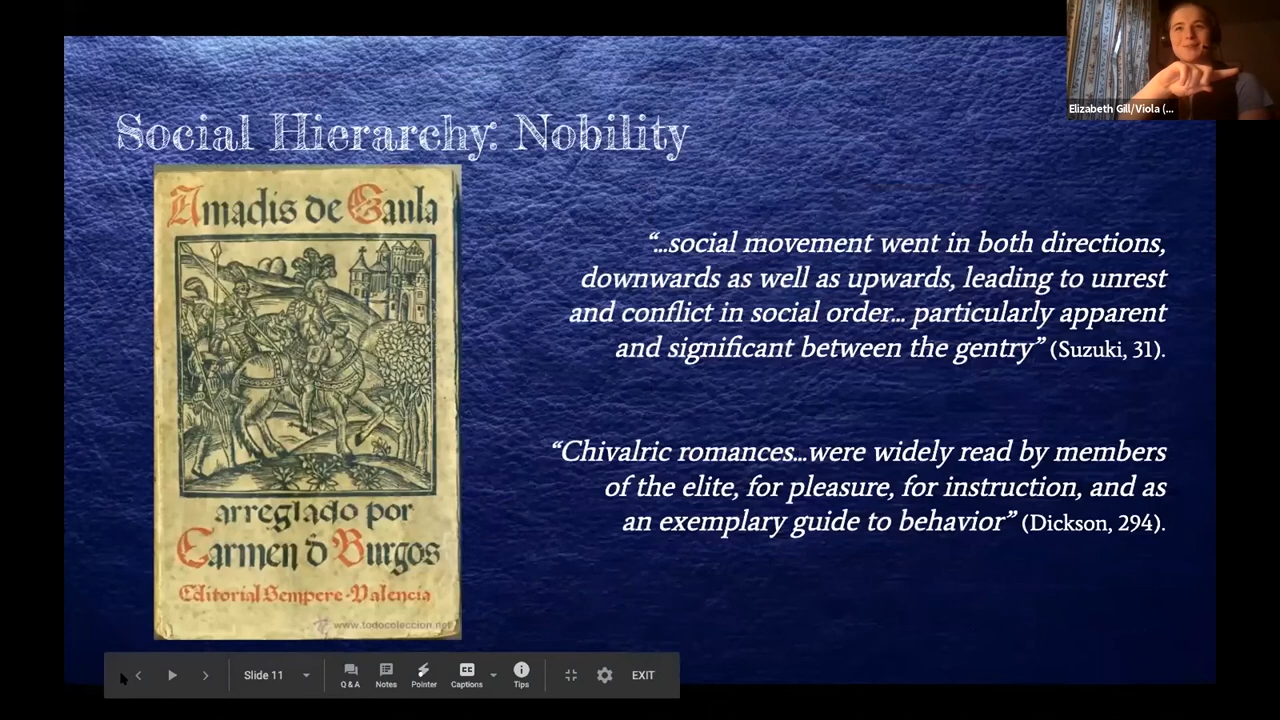 Elizabeth Gill/Viola (...
Social Hierarchy: Nobility
Amadis de Gaula
arreglado por
Carmen đ Burgos
Editorial Sempere-Valencia
www.todocoleccion.net
“...social movement went in both directions,
downwards as well as upwards, leading to unrest
and conflict in social order... particularly apparent
and significant between the gentry” (Suzuki, 31).
“Chivalric romances...were widely read by members
of the elite, for pleasure, for instruction, and as
an exemplary guide to behavior” (Dickson, 294).
Slide 11
Q & A
Notes
Pointer
CC
Captions
Tips
EXIT